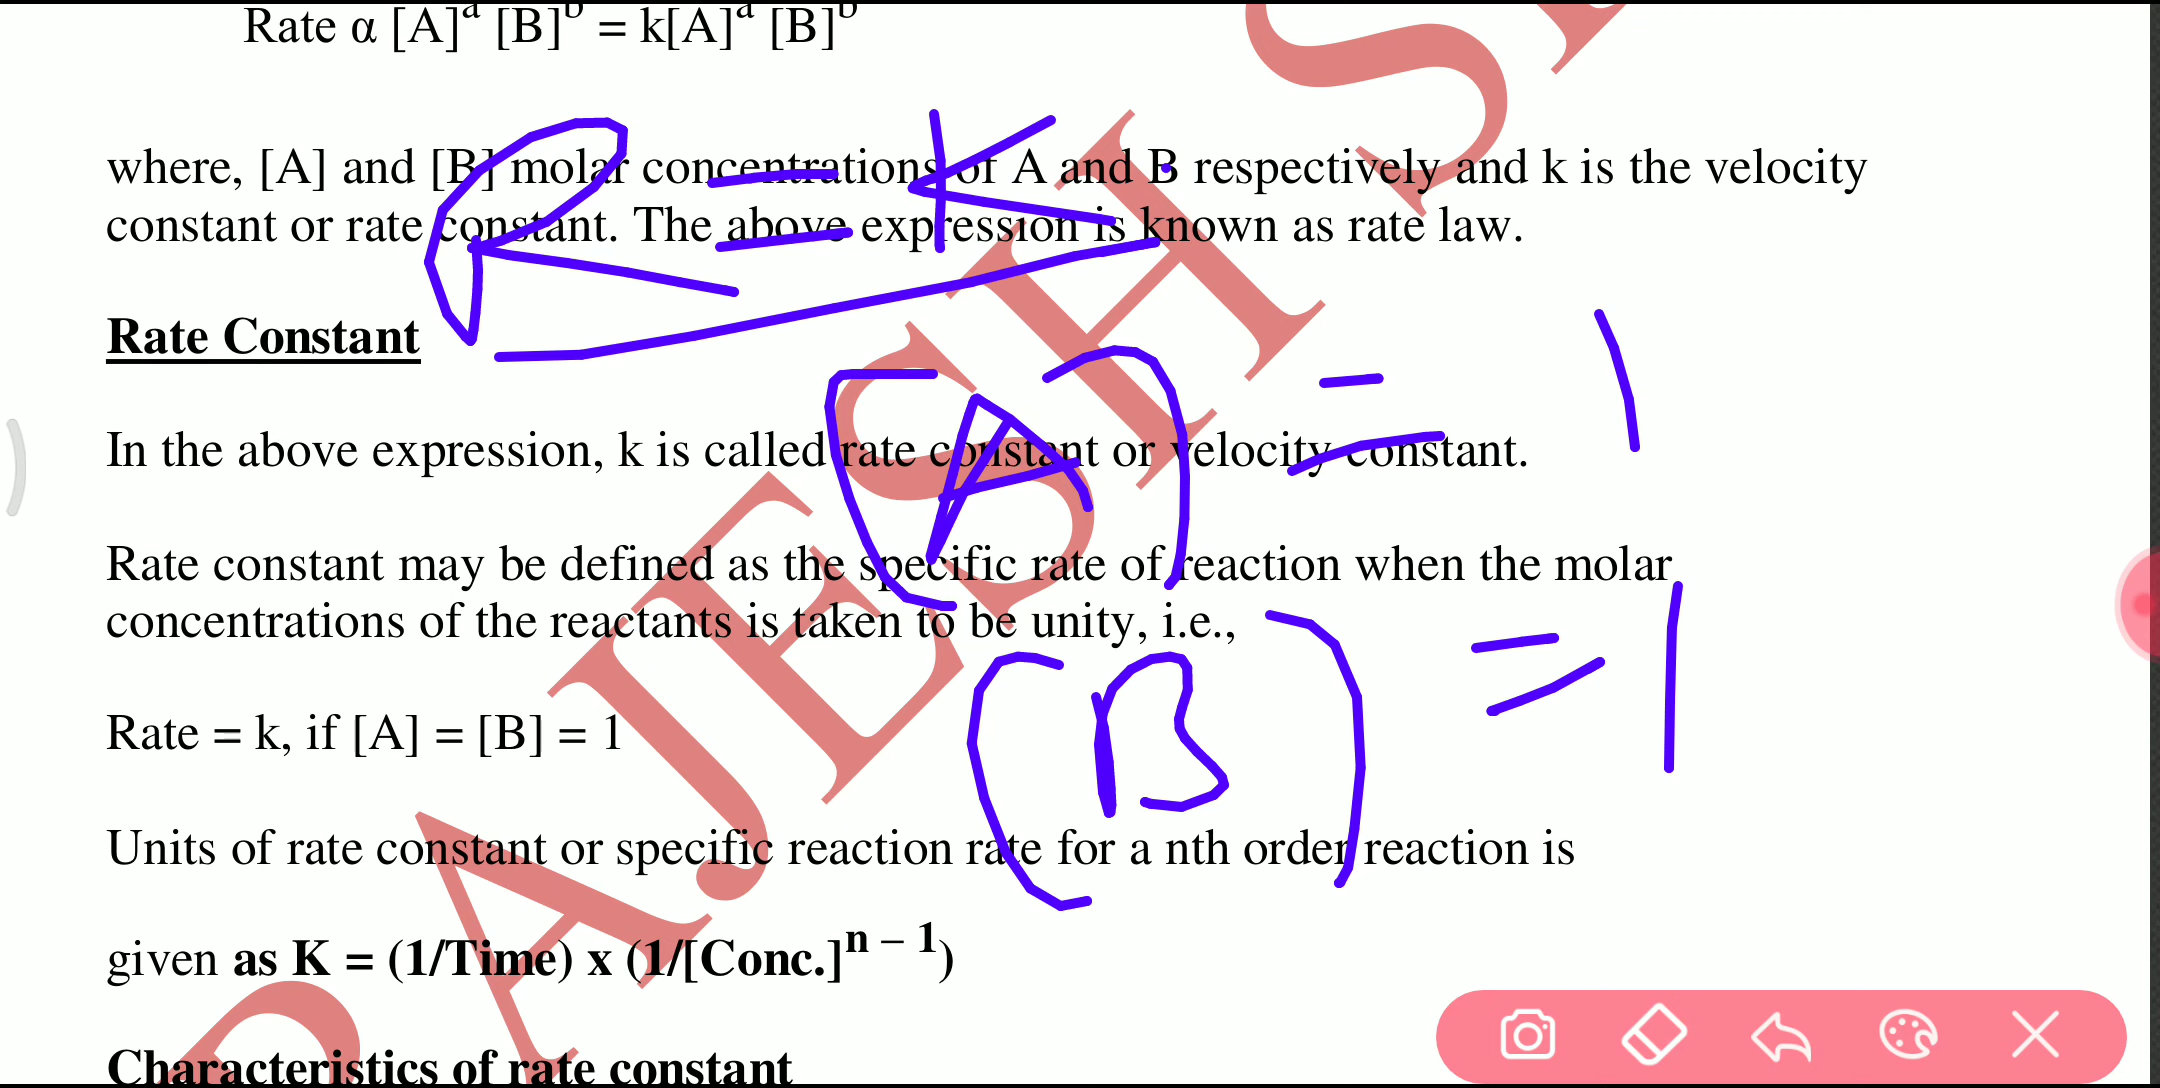 Rate α [A]ᵃ [B]ᵇ = k[A]ᵃ [B]ᵇ
where, [A] and [B] molar concentrations of A and B respectively and k is the velocity
constant or rate constant. The above expression is known as rate law.
R = k
Rate Constant
[A] = 1
In the above expression, k is called rate constant or velocity constant.
Rate constant may be defined as the specific rate of reaction when the molar
concentrations of the reactants is taken to be unity, i.e.,
[B] = 1
Rate = k, if [A] = [B] = 1
Units of rate constant or specific reaction rate for a nth order reaction is
given as K = (1/Time) x (1/[Conc.]ⁿ ⁻ ¹)
Characteristics of rate constant
RAJESH S